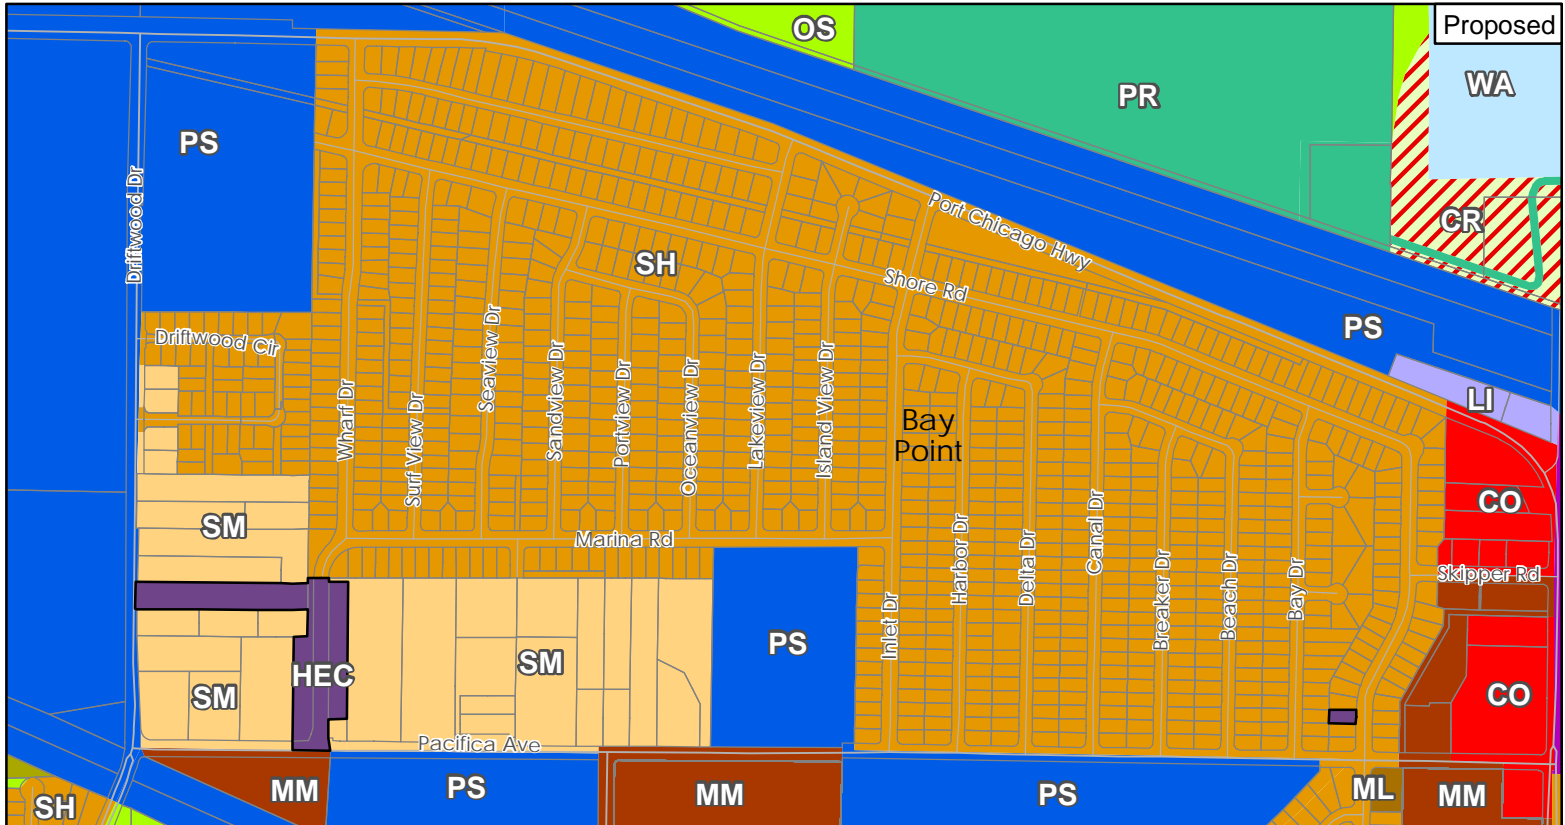 Proposed
OS
WA
PR
PS
Driftwood Dr
Port Chicago Hwy
CR
SH
Shore Rd
PS
Driftwood Cir
Seaview Dr
Sandview Dr
Portview Dr
Oceanview Dr
Lakeview Dr
Island View Dr
Wharf Dr
Surf View Dr
LI
Bay
Point
CO
SM
Marina Rd
Harbor Dr
Delta Dr
Canal Dr
Breaker Dr
Beach Dr
Bay Dr
Skipper Rd
Inlet Dr
PS
SM
HEC
SM
CO
Pacifica Ave
MM
PS
MM
PS
ML
MM
SH